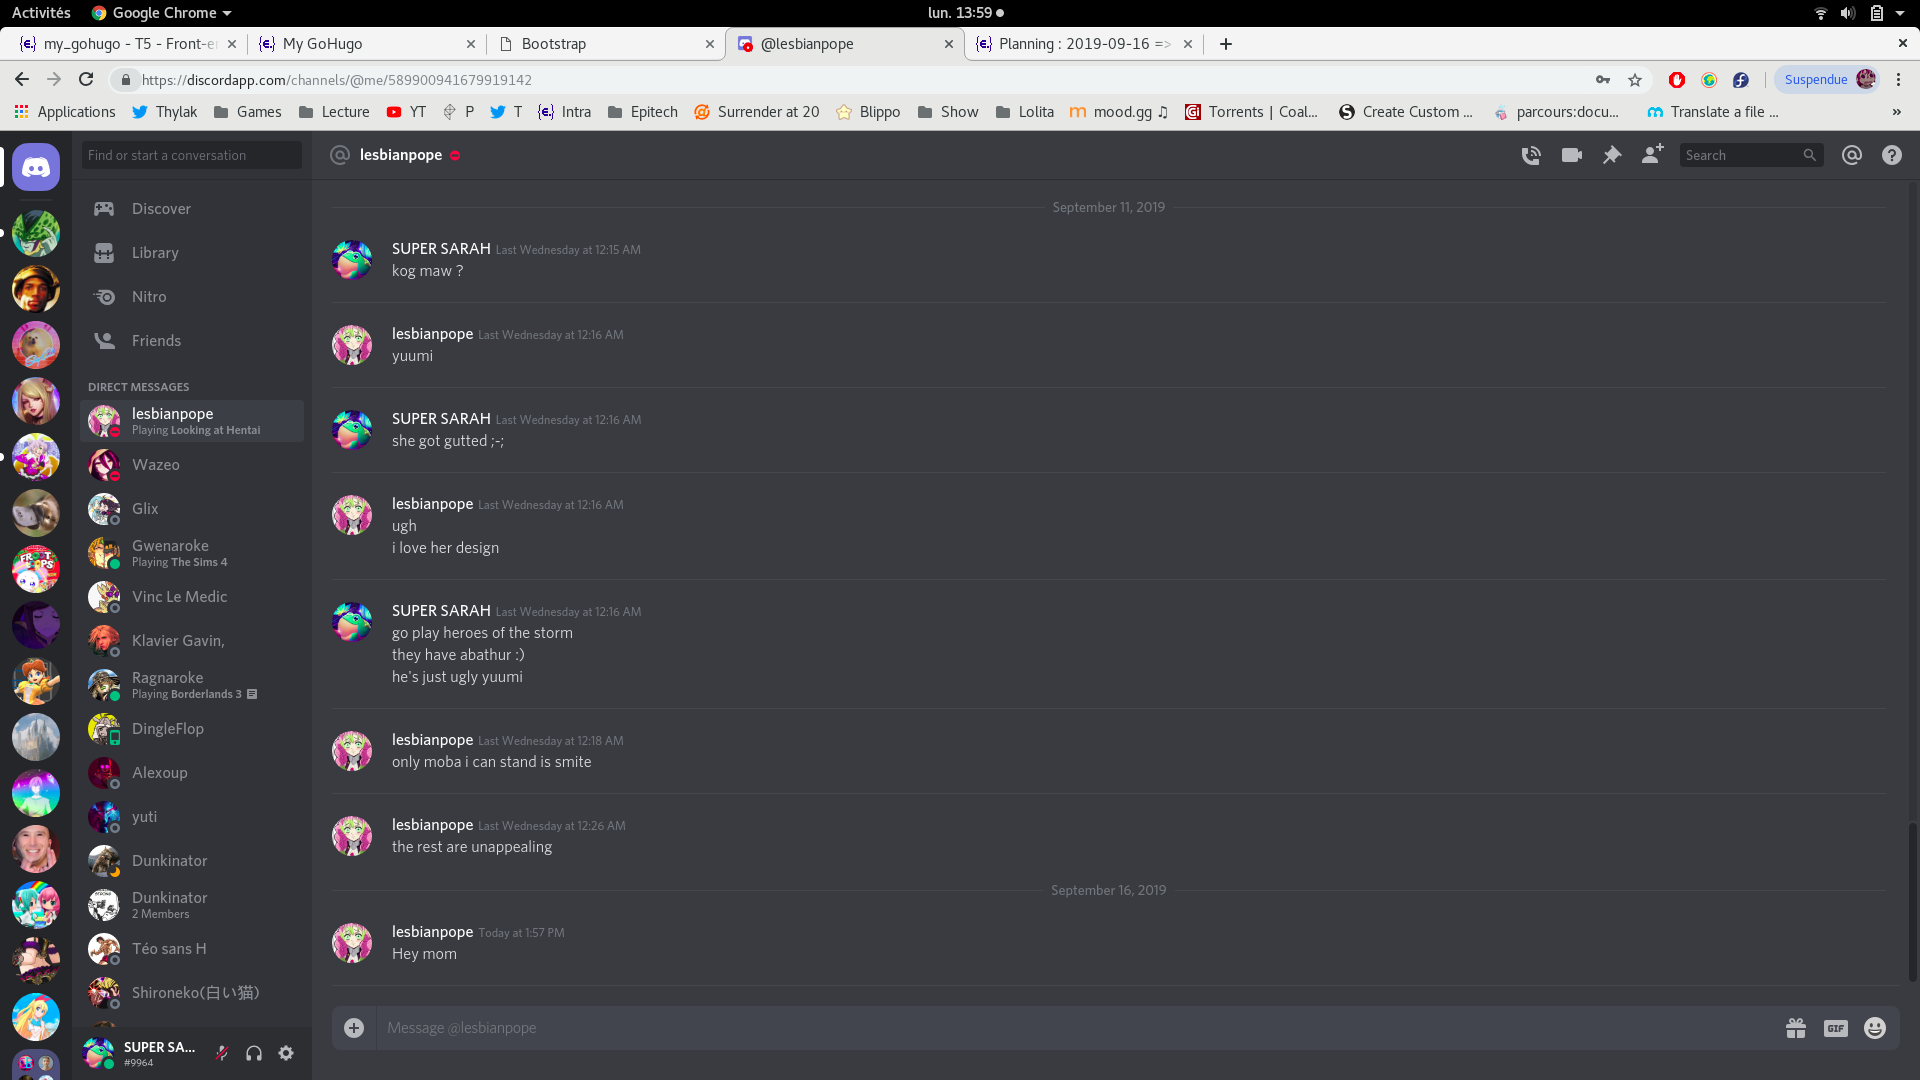 Activités
Google Chrome
lun. 13:59
my_gohugo - T5 - Front-e
My GoHugo
Bootstrap
@lesbianpope
Planning : 2019-09-16 =>
https://discordapp.com/channels/@me/589900941679919142
Suspendue
Applications
Thylak
Games
Lecture
YT
P
T
Intra
Epitech
Surrender at 20
Blippo
Show
Lolita
mood.gg ♫
Torrents | Coal...
Create Custom ...
parcours:docu...
Translate a file ...
»
Find or start a conversation
@ lesbianpope
Search
Discover
Library
Nitro
Friends
DIRECT MESSAGES
lesbianpope
Playing Looking at Hentai
Wazeo
Glix
Gwenaroke
Playing The Sims 4
Vinc Le Medic
Klavier Gavin,
Ragnaroke
Playing Borderlands 3
DingleFlop
Alexoup
yuti
Dunkinator
Dunkinator
2 Members
Téo sans H
Shironeko(白い猫)
SUPER SA...
#9964
September 11, 2019
SUPER SARAH Last Wednesday at 12:15 AM
kog maw ?
lesbianpope Last Wednesday at 12:16 AM
yuumi
SUPER SARAH Last Wednesday at 12:16 AM
she got gutted ;-;
lesbianpope Last Wednesday at 12:16 AM
ugh
i love her design
SUPER SARAH Last Wednesday at 12:16 AM
go play heroes of the storm
they have abathur :)
he's just ugly yuumi
lesbianpope Last Wednesday at 12:18 AM
only moba i can stand is smite
lesbianpope Last Wednesday at 12:26 AM
the rest are unappealing
September 16, 2019
lesbianpope Today at 1:57 PM
Hey mom
Message @lesbianpope
GIF